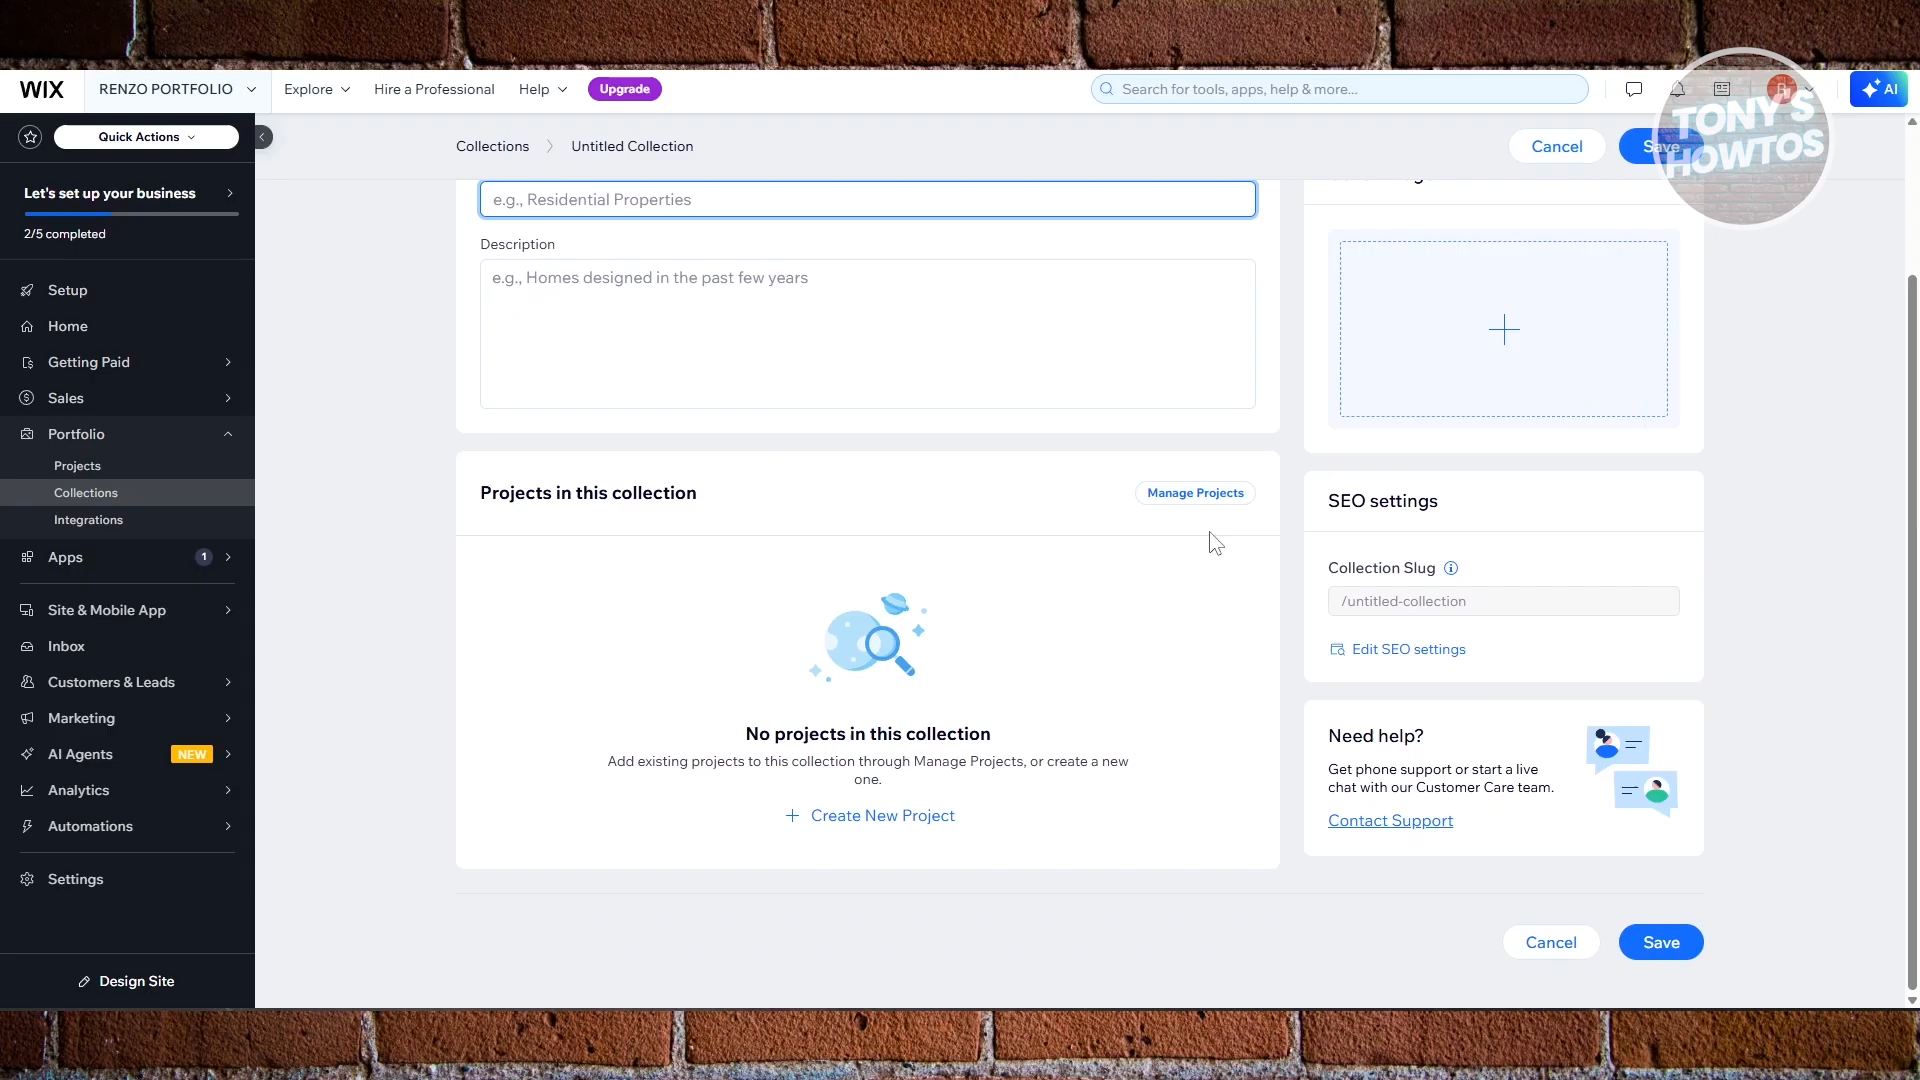 WIX
RENZO PORTFOLIO
Explore
Hire a Professional
Help
Upgrade
Search for tools, apps, help & more...
AI
TONY'S
HOWTOS
Quick Actions
Collections
Untitled Collection
Cancel
Save
Let's set up your business
2/5 completed
e.g., Residential Properties
Description
e.g., Homes designed in the past few years
Setup
Home
Getting Paid
Sales
Portfolio
Projects
Collections
Integrations
Apps
1
Site & Mobile App
Inbox
Customers & Leads
Marketing
AI Agents
NEW
Analytics
Automations
Settings
Design Site
Projects in this collection
Manage Projects
No projects in this collection
Add existing projects to this collection through Manage Projects, or create a new
one.
Create New Project
SEO settings
Collection Slug
/untitled-collection
Edit SEO settings
Need help?
Get phone support or start a live
chat with our Customer Care team.
Contact Support
Cancel
Save